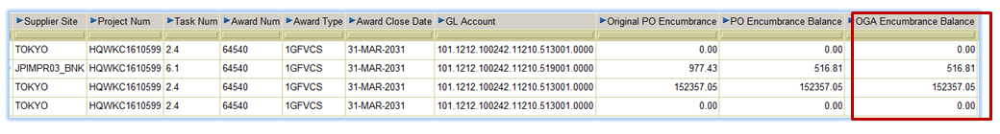 Supplier Site Project Num Task Num Award Num Award Type Award Close Date GL Account Original PO Encumbrance PO Encumbrance Balance OGA Encumbrance Balance
TOKYO HQWKC1610599 2.4 64540 1GFVCS 31-MAR-2031 101.1212.100242.11210.513001.0000 0.00 0.00 0.00
JPIMPR03_BNK HQWKC1610599 6.1 64540 1GFVCS 31-MAR-2031 101.1212.100242.11210.519001.0000 977.43 516.81 516.81
TOKYO HQWKC1610599 2.4 64540 1GFVCS 31-MAR-2031 101.1212.100242.11210.513001.0000 152357.05 152357.05 152357.05
TOKYO HQWKC1610599 2.4 64540 1GFVCS 31-MAR-2031 101.1212.100242.11210.513001.0000 0.00 0.00 0.00